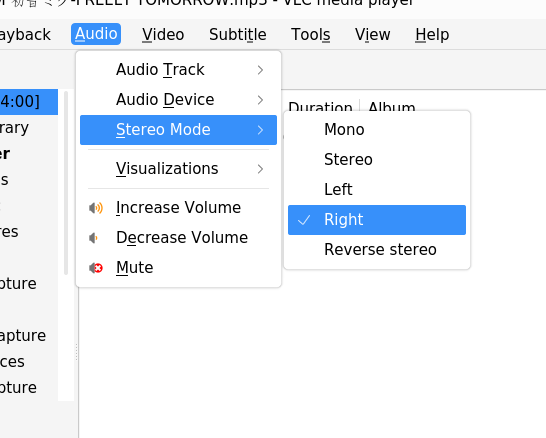 初音ミク-FREELY TOMORROW.mp3 - VLC media player
ayback Audio Video Subtitle Tools View Help
Audio Track
Audio Device
Stereo Mode
Visualizations
Increase Volume
Decrease Volume
Mute
Mono
Stereo
Left
Right
Reverse stereo
Duration Album
4:00]
rary
er
s
res
pture
apture
ces
pture